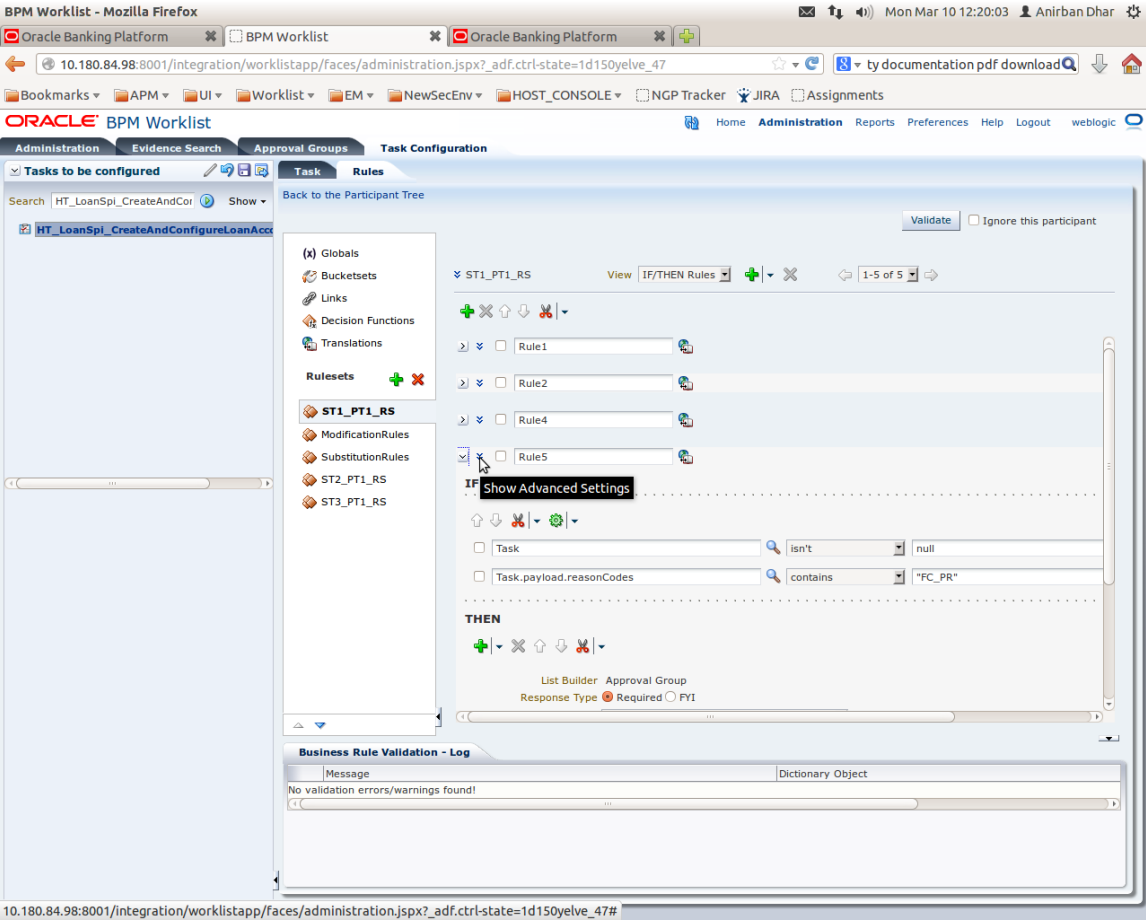 BPM Worklist - Mozilla Firefox
Mon Mar 10 12:20:03 Anirban Dhar
Oracle Banking Platform BPM Worklist Oracle Banking Platform
10.180.84.98:8001/integration/worklistapp/faces/administration.jspx?_adf.ctrl-state=1d150yelve_47 ty documentation pdf download
Bookmarks APM UI Worklist EM NewSecEnv HOST_CONSOLE NGP Tracker JIRA Assignments
ORACLE BPM Worklist
Home Administration Reports Preferences Help Logout weblogic
Administration Evidence Search Approval Groups Task Configuration
Tasks to be configured
Task Rules
Search HT_LoanSpi_CreateAndCor Show
Back to the Participant Tree
Validate Ignore this participant
HT_LoanSpi_CreateAndConfigureLoanAcco
(x) Globals
Bucketsets
Links
Decision Functions
Translations
Rulesets
ST1_PT1_RS
ModificationRules
SubstitutionRules
ST2_PT1_RS
ST3_PT1_RS
ST1_PT1_RS View IF/THEN Rules 1-5 of 5
Rule1
Rule2
Rule4
Rule5
IF
Show Advanced Settings
Task isn't null
Task.payload.reasonCodes contains "FC_PR"
THEN
List Builder Approval Group
Response Type Required FYI
Business Rule Validation - Log
Message Dictionary Object
No validation errors/warnings found!
10.180.84.98:8001/integration/worklistapp/faces/administration.jspx?_adf.ctrl-state=1d150yelve_47#